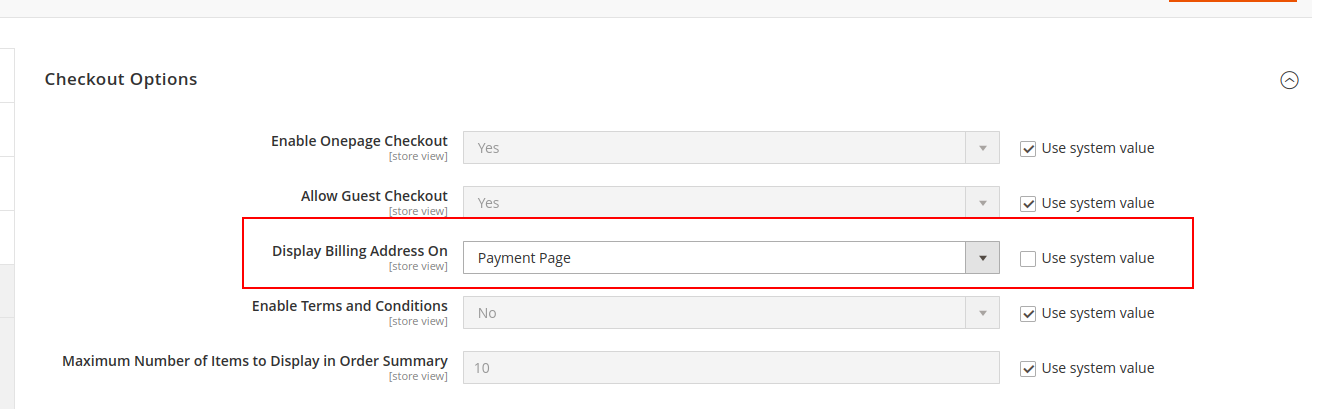 Checkout Options
Enable Onepage Checkout
[store view]
Yes
Use system value
Allow Guest Checkout
[store view]
Yes
Use system value
Display Billing Address On
[store view]
Payment Page
Use system value
Enable Terms and Conditions
[store view]
No
Use system value
Maximum Number of Items to Display in Order Summary
[store view]
10
Use system value